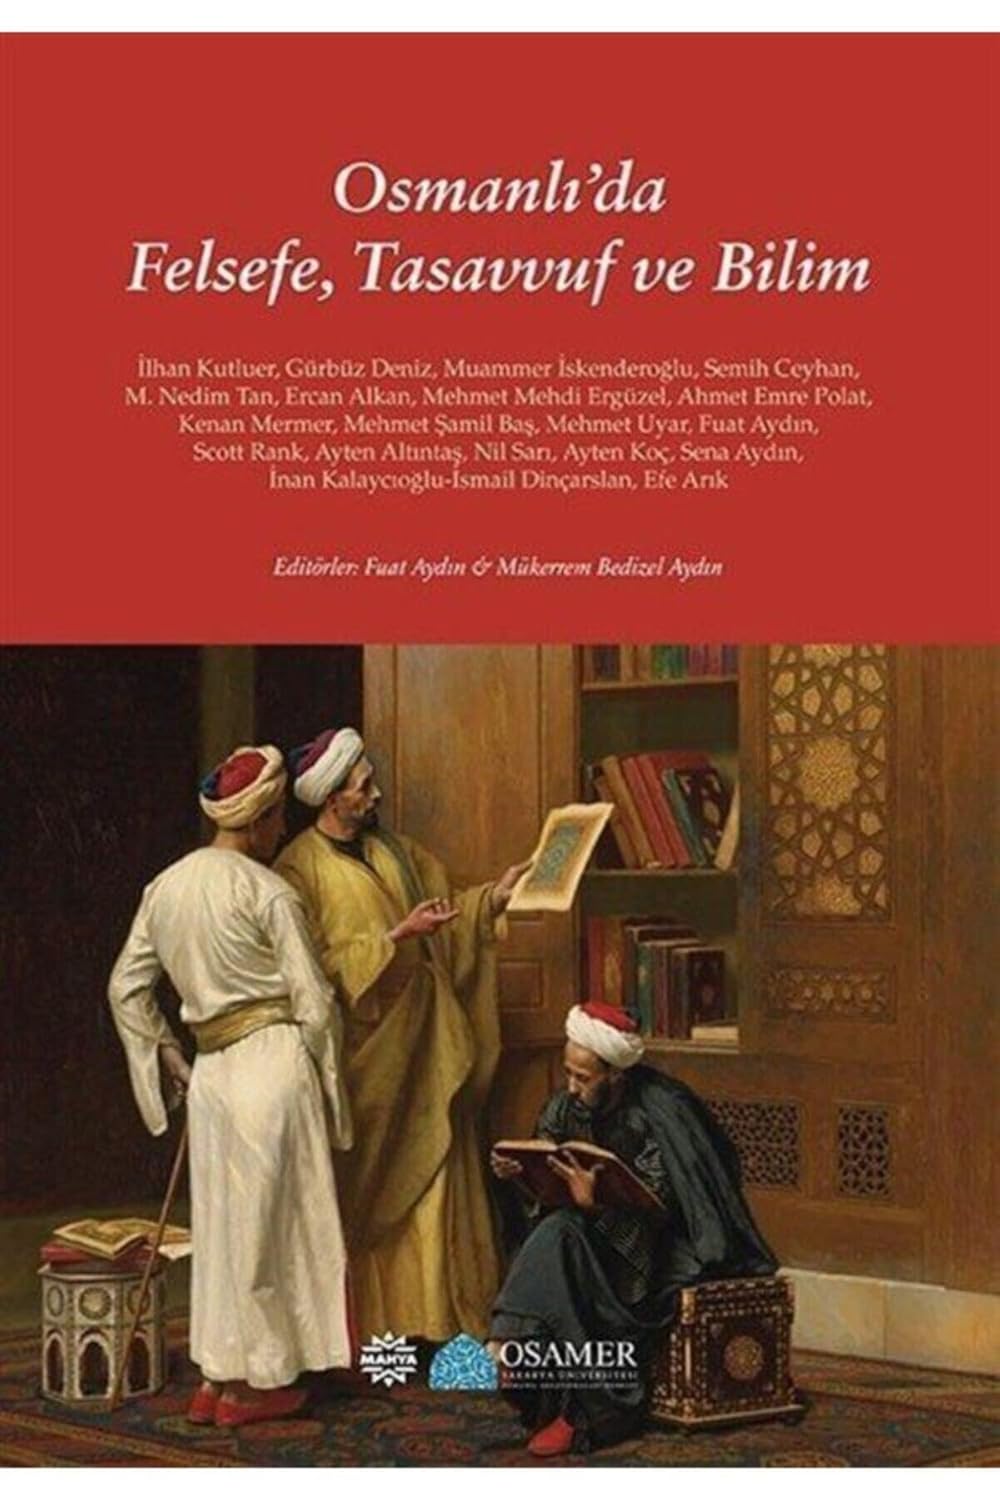 Osmanlı'da
Felsefe, Tasavvuf ve Bilim
İlhan Kutluer, Gürbüz Deniz, Muammer İskenderoğlu, Semih Ceyhan,
M. Nedim Tan, Ercan Alkan, Mehmet Mehdi Ergüzel, Ahmet Emre Polat,
Kenan Mermer, Mehmet Şamil Baş, Mehmet Uyar, Fuat Aydın,
Scott Rank, Ayten Altıntaş, Nil Sarı, Ayten Koç, Sena Aydın,
İnan Kalaycıoğlu-İsmail Dinçarslan, Efe Arık
Editörler: Fuat Aydın & Mükerrem Bedizel Aydın
MAHYA
OSAMER
SAKARYA ÜNİVERSİTESİ